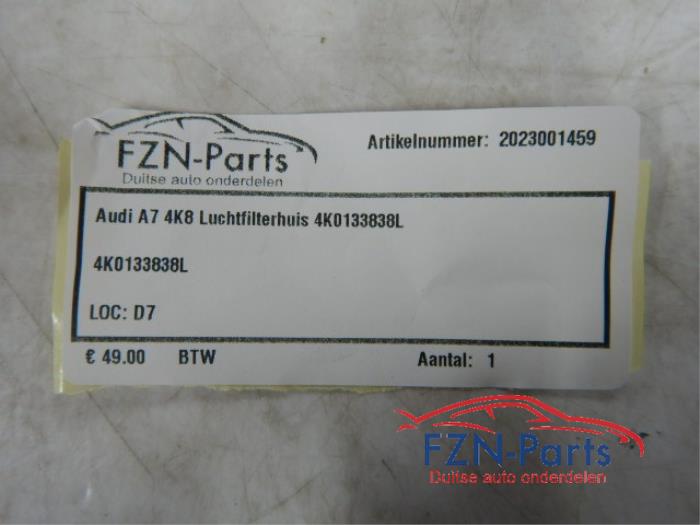 FZN-Parts
Duitse auto onderdelen
Artikelnummer: 2023001459
Audi A7 4K8 Luchtfilterhuis 4K0133838L
4K0133838L
LOC: D7
€ 49.00 BTW Aantal: 1
FZN-Parts
Duitse auto onderdelen